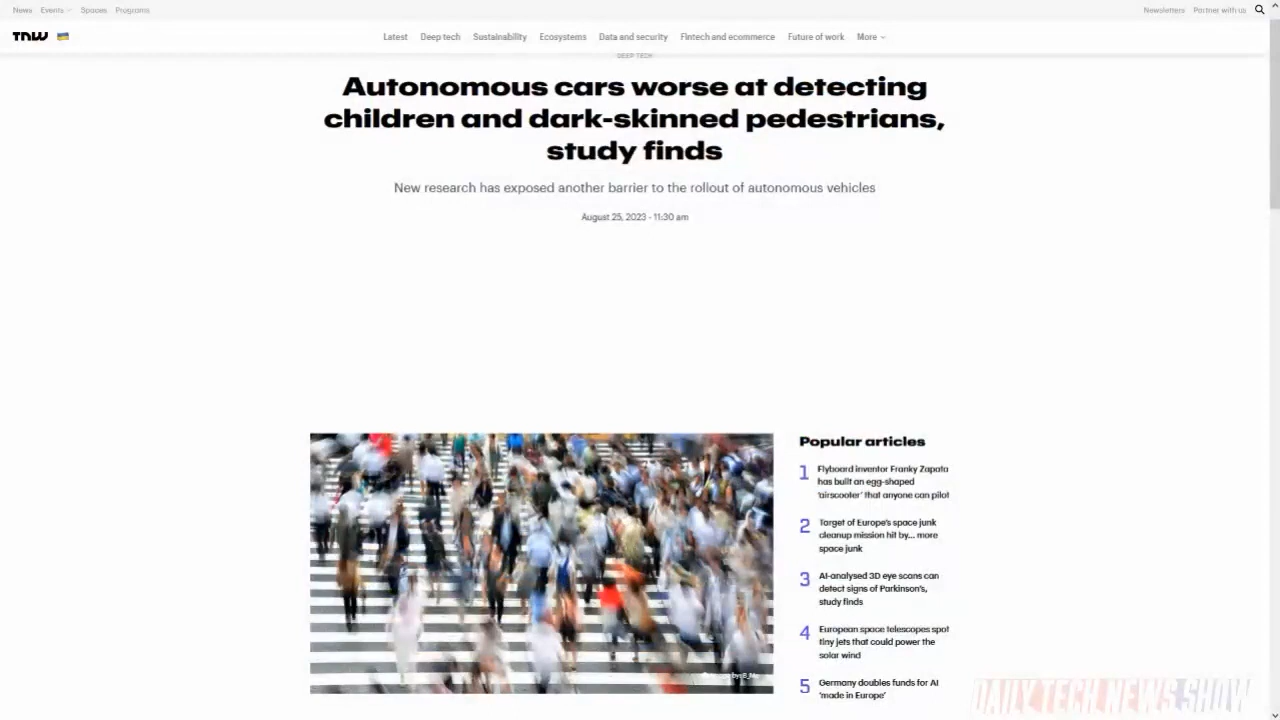 News Events Spaces Programs Newsletters Partner with us
TNW Latest Deep tech Sustainability Ecosystems Data and security Fintech and ecommerce Future of work More
DEEP TECH
Autonomous cars worse at detecting
children and dark-skinned pedestrians,
study finds
New research has exposed another barrier to the rollout of autonomous vehicles
August 25, 2023 - 11:30 am
Popular articles
1 Flyboard inventor Franky Zapata
has built an egg-shaped
'airscooter' that anyone can pilot
2 Target of Europe's space junk
cleanup mission hit by... more
space junk
3 AI-analysed 3D eye scans can
detect signs of Parkinson's,
study finds
4 European space telescopes spot
tiny jets that could power the
solar wind
5 Germany doubles funds for AI
'made in Europe'
DAILY TECH NEWS SHOW